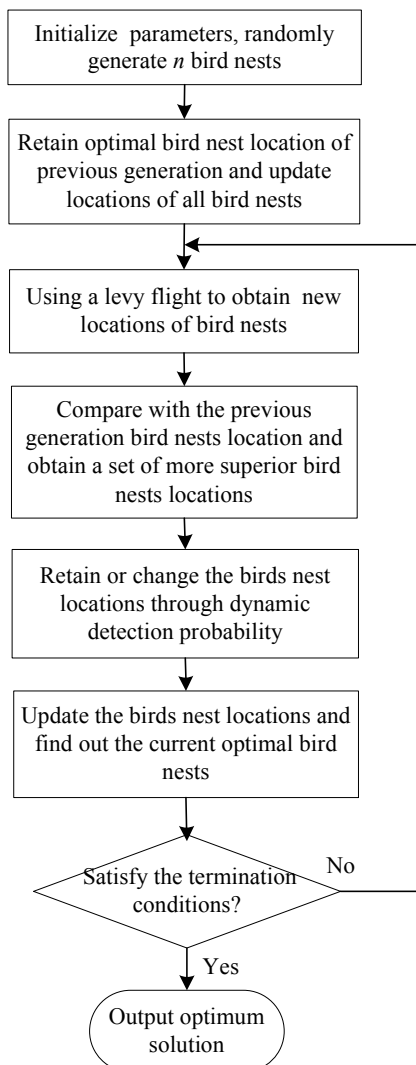 Initialize parameters, randomly
generate n bird nests
Retain optimal bird nest location of
previous generation and update
locations of all bird nests
Using a levy flight to obtain new
locations of bird nests
Compare with the previous
generation bird nests location and
obtain a set of more superior bird
nests locations
Retain or change the birds nest
locations through dynamic
detection probability
Update the birds nest locations and
find out the current optimal bird
nests
Satisfy the termination
conditions?
No
Yes
Output optimum
solution